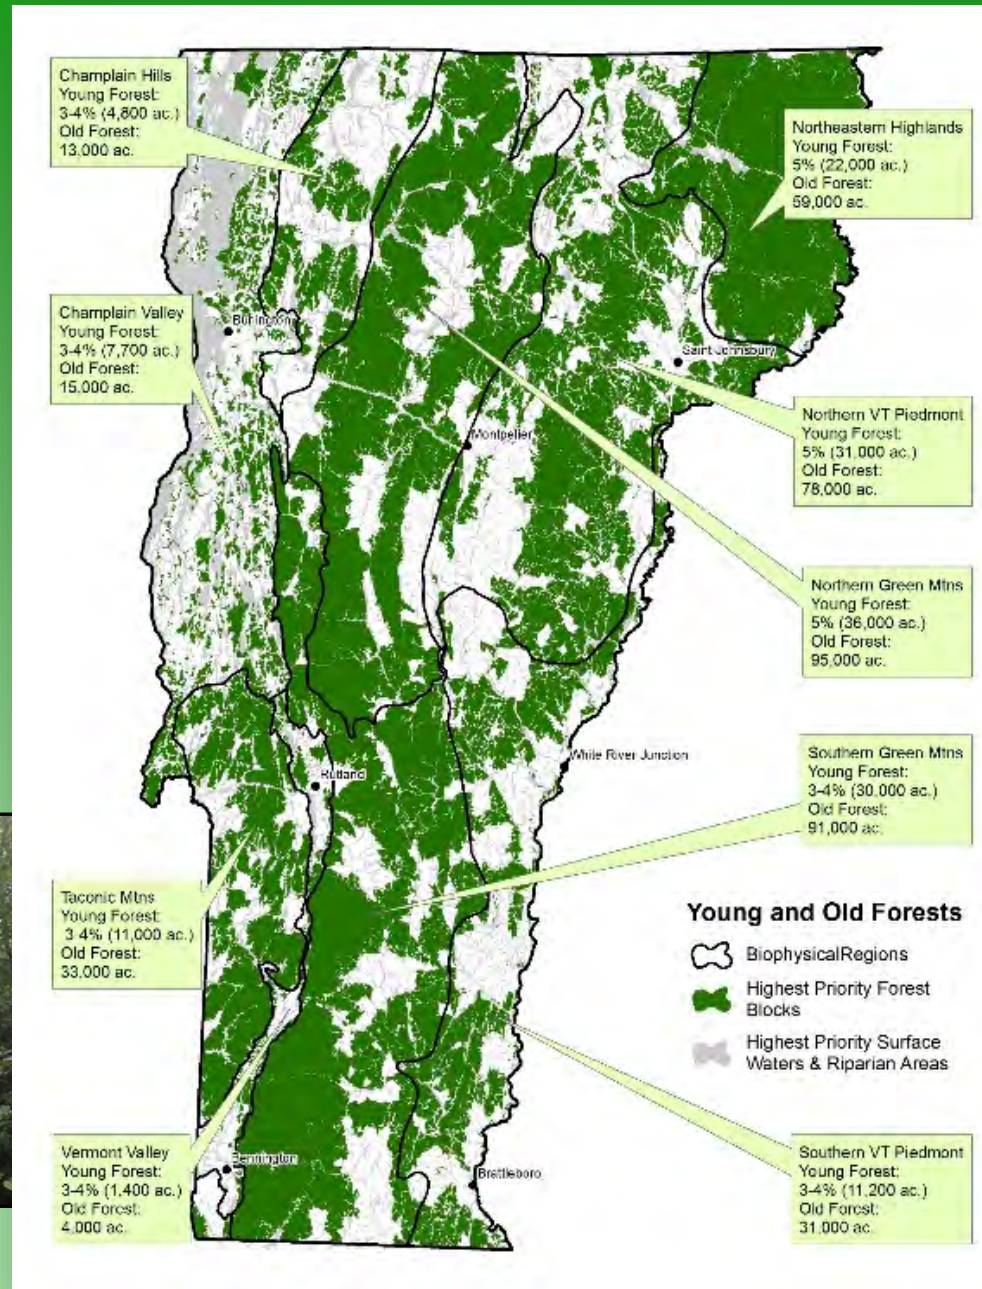 Champlain Hills
Young Forest:
3-4% (4,800 ac.)
Old Forest:
13,000 ac.
Northeastern Highlands
Young Forest:
5% (22,000 ac.)
Old Forest:
59,000 ac.
Champlain Valley
Young Forest:
3-4% (7,700 ac.)
Old Forest:
15,000 ac.
Burlington
Saint Johnsbury
Northern VT Piedmont
Young Forest:
5% (31,000 ac.)
Old Forest:
78,000 ac.
Montpelier
Northern Green Mtns
Young Forest:
5% (36,000 ac.)
Old Forest:
95,000 ac.
White River Junction
Rutland
Southern Green Mtns
Young Forest:
3-4% (30,000 ac.)
Old Forest:
91,000 ac.
Taconic Mtns
Young Forest:
3-4% (11,000 ac.)
Old Forest:
33,000 ac.
Young and Old Forests
BiophysicalRegions
Highest Priority Forest
Blocks
Highest Priority Surface
Waters & Riparian Areas
Vermont Valley
Young Forest:
3-4% (1,400 ac.)
Old Forest:
4,000 ac.
Bennington
Brattleboro
Southern VT Piedmont
Young Forest:
3-4% (11,200 ac.)
Old Forest:
31,000 ac.